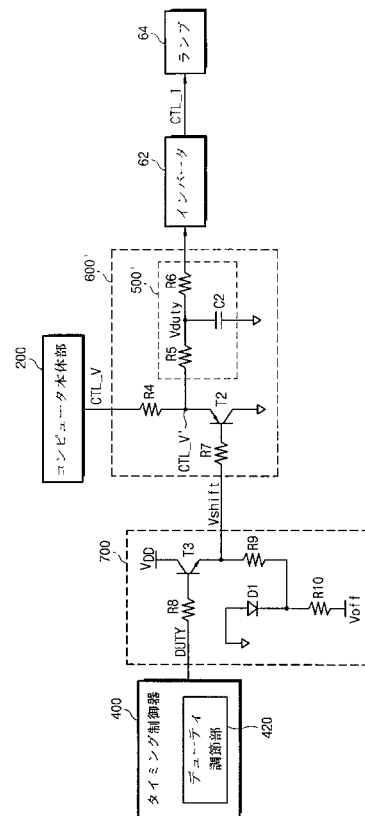 64
ランプ
CTL_I
62
インバータ
600'
500'
R6
Vduty
C2
R5
200
コンピュータ本体部
CTL_V
R4
CTL_V'
T2
R7
Vshift
700
VDD
T3
R9
R8
D1
R10
Voff
DUTY
400
タイミング制御器
デューティ
調節部
420